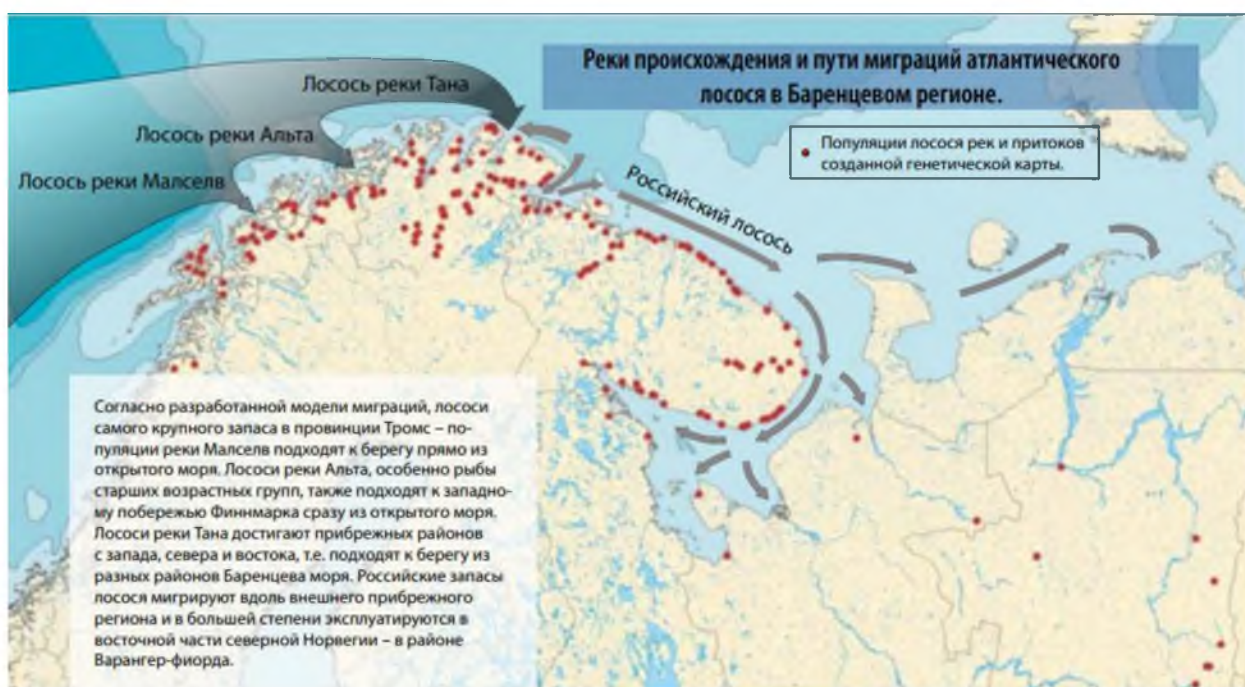 Реки происхождения и пути миграций атлантического
лосося в Баренцевом регионе.
Популяции лосося рек и притоков
созданной генетической карты.
Лосось реки Тана
Лосось реки Альта
Лосось реки Малселв
Российский лосось
Согласно разработанной модели миграций, лососи
самого крупного запаса в провинции Тромс – по-
пуляции реки Малселв подходят к берегу прямо из
открытого моря. Лососи реки Альта, особенно рыбы
старших возрастных групп, также подходят к западно-
му побережью Финнмарка сразу из открытого моря.
Лососи реки Тана достигают прибрежных районов
с запада, севера и востока, т.е. подходят к берегу из
разных районов Баренцева моря. Российские запасы
лосося мигрируют вдоль внешнего прибрежного
региона и в большей степени эксплуатируются в
восточной части северной Норвегии – в районе
Варангер-фиорда.